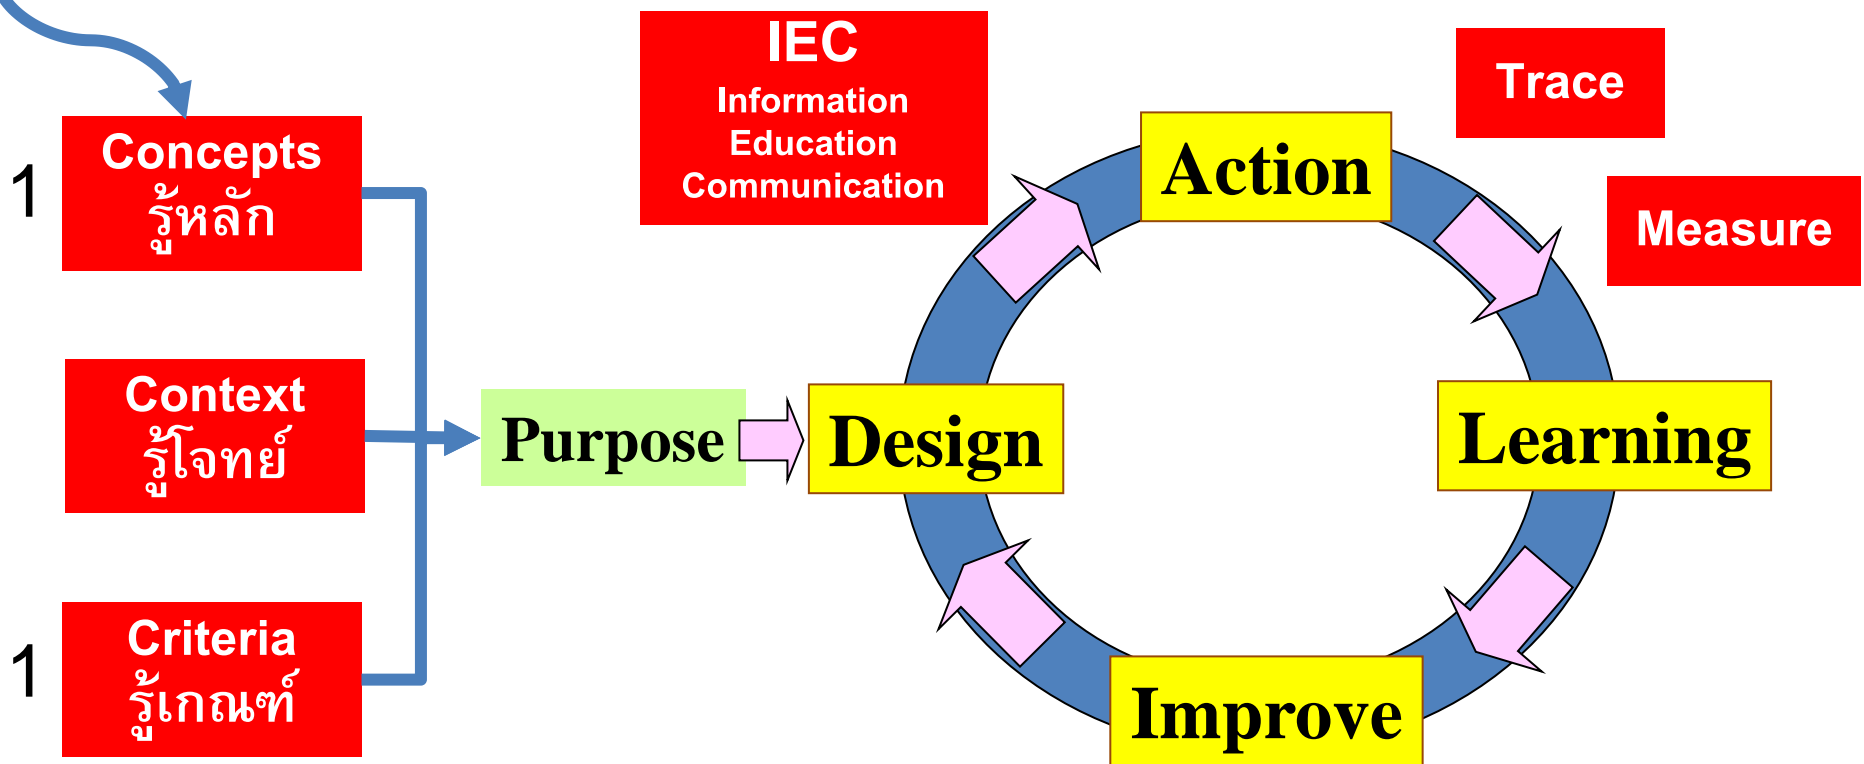 1
Concepts
รู้หลัก
Context
รู้โจทย์
1
Criteria
รู้เกณฑ์
Purpose
IEC
Information
Education
Communication
Design
Action
Trace
Measure
Learning
Improve